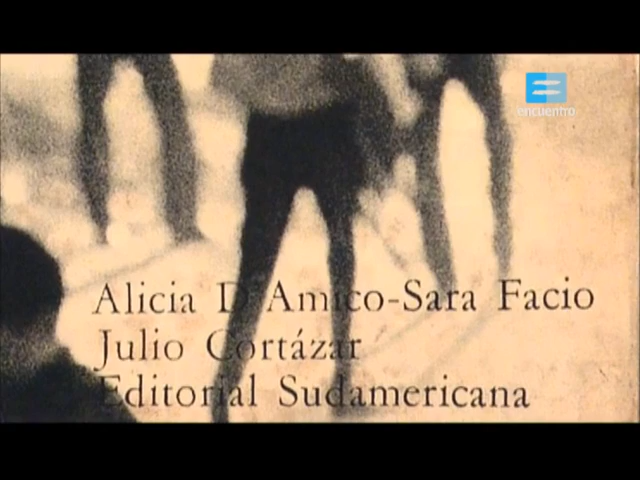 encuentro
Alicia D'Amico-Sara Facio
Julio Cortázar
Editorial Sudamericana